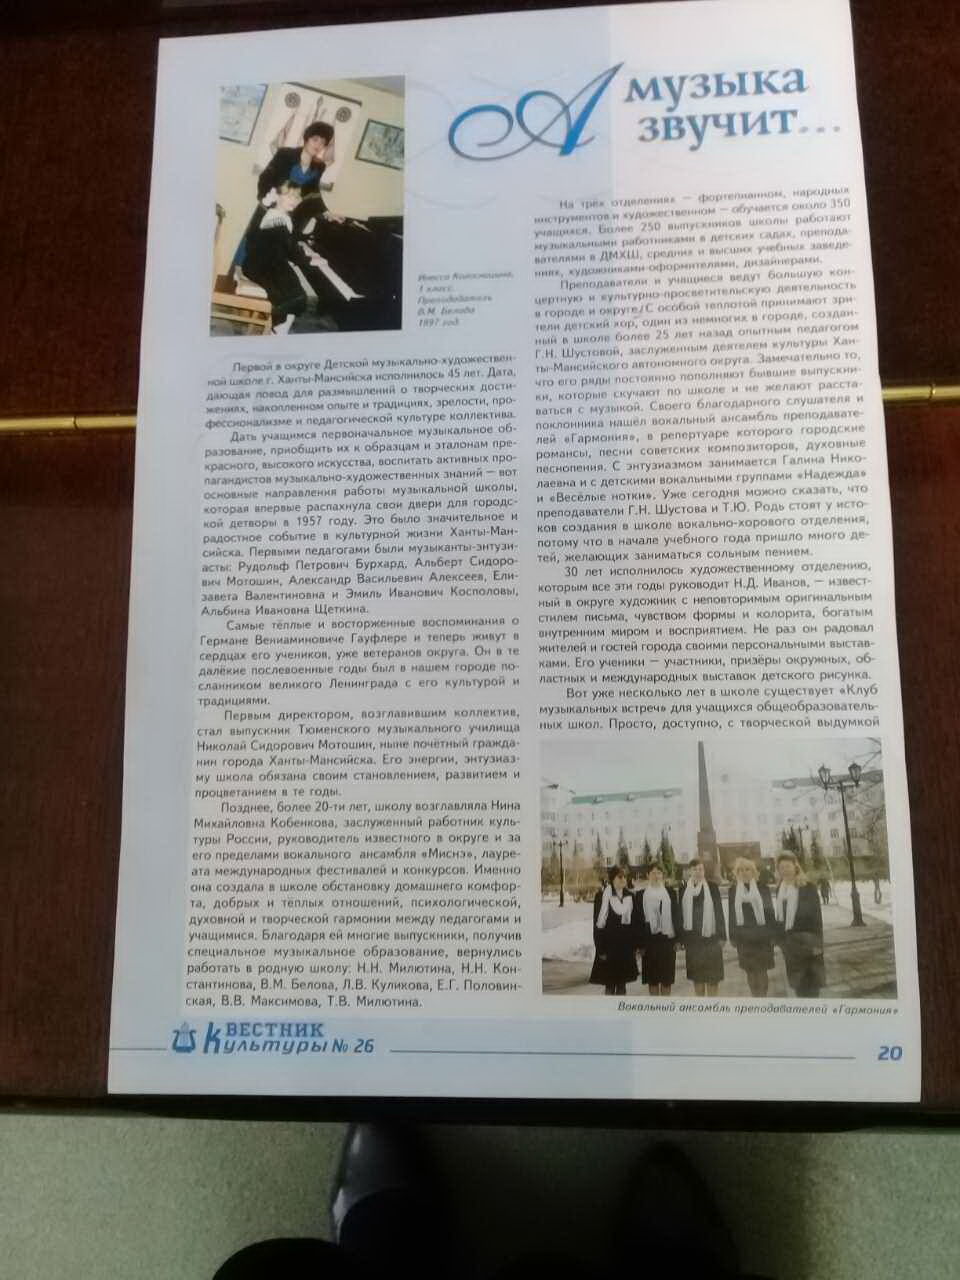 А музыка
звучит...
Инесса
1 класс.
Преподаватель
В.М. Белова
1997 год.
Первой в округе Детской музыкально-художествен-
ной школе г. Ханты-Мансийска исполнилось 45 лет. Дата,
дающая повод для размышлений о творческих дости-
жениях, накопленном опыте и традициях, зрелости, про-
фессионализме и педагогической культуре коллектива.
Дать учащимся первоначальное музыкальное об-
разование, приобщить их к образцам и эталонам пре-
красного, высокого искусства, воспитать активных про-
пагандистов музыкально-художественных знаний — вот
основные направления работы музыкальной школы,
которая впервые распахнула свои двери для городс-
кой детворы в 1957 году. Это было значительное и
радостное событие в культурной жизни Ханты-Ман-
сийска. Первыми педагогами были музыканты-энтузи-
асты: Рудольф Петрович Бурхард, Альберт Сидоро-
вич Мотошин, Александр Васильевич Алексеев, Ели-
завета Валентиновна и Эмиль Иванович Косполовы,
Альбина Ивановна Щеткина.
Самые тёплые и восторженные воспоминания о
Германе Вениаминовиче Гауфлере и теперь живут в
сердцах его учеников, уже ветеранов округа. Он в те
далёкие послевоенные годы был в нашем городе по-
сланником великого Ленинграда с его культурой и
традициями.
Первым директором, возглавившим коллектив,
стал выпускник Тюменского музыкального училища
Николай Сидорович Мотошин, ныне почётный гражда-
нин города Ханты-Мансийска. Его энергии, энтузиаз-
му школа обязана своим становлением, развитием и
процветанием в те годы.
Позднее, более 20-ти лет, школу возглавляла Нина
Михайловна Кобенкова, заслуженный работник куль-
туры России, руководитель известного в округе и за
его пределами вокального ансамбля «Миснэ», лауре-
ата международных фестивалей и конкурсов. Именно
она создала в школе обстановку домашнего комфор-
та, добрых и тёплых отношений, психологической,
духовной и творческой гармонии между педагогами и
учащимися. Благодаря ей многие выпускники, получив
специальное музыкальное образование, вернулись
работать в родную школу: Н.Н. Милютина, Н.Н. Кон-
стантинова, В.М. Белова, Л.В. Куликова, Е.Г. Половин-
ская, В.В. Максимова, Т.В. Милютина.
На трёх отделениях — фортепианном, народных
инструментов и художественном — обучается около 350
учащихся. Более 250 выпускников школы работают
музыкальными работниками в детских садах, препода-
вателями в ДМХШ, средних и высших учебных заведе-
ниях, художниками-оформителями, дизайнерами.
Преподаватели и учащиеся ведут большую кон-
цертную и культурно-просветительскую деятельность
в городе и округе. С особой теплотой принимают зри-
тели детский хор, один из немногих в городе, создан-
ный в школе более 25 лет назад опытным педагогом
Г.Н. Шустовой, заслуженным деятелем культуры Хан-
ты-Мансийского автономного округа. Замечательно то,
что его ряды постоянно пополняют бывшие выпускни-
ки, которые скучают по школе и не желают расста-
ваться с музыкой. Своего благодарного слушателя и
поклонника нашёл вокальный ансамбль преподавате-
лей «Гармония», в репертуаре которого городские
романсы, песни советских композиторов, духовные
песнопения. С энтузиазмом занимается Галина Нико-
лаевна и с детскими вокальными группами «Надежда»
и «Весёлые нотки». Уже сегодня можно сказать, что
преподаватели Г.Н. Шустова и Т.Ю. Родь стоят у исто-
ков создания в школе вокально-хорового отделения,
потому что в начале учебного года пришло много де-
тей, желающих заниматься сольным пением.
30 лет исполнилось художественному отделению,
которым все эти годы руководит Н.Д. Иванов, — извест-
ный в округе художник с неповторимым оригинальным
стилем письма, чувством формы и колорита, богатым
внутренним миром и восприятием. Не раз он радовал
жителей и гостей города своими персональными выстав-
ками. Его ученики — участники, призёры окружных, об-
ластных и международных выставок детского рисунка.
Вот уже несколько лет в школе существует «Клуб
музыкальных встреч» для учащихся общеобразователь-
ных школ. Просто, доступно, с творческой выдумкой
Вокальный ансамбль преподавателей «Гармония»
ВЕСТНИК
Культуры № 26
20